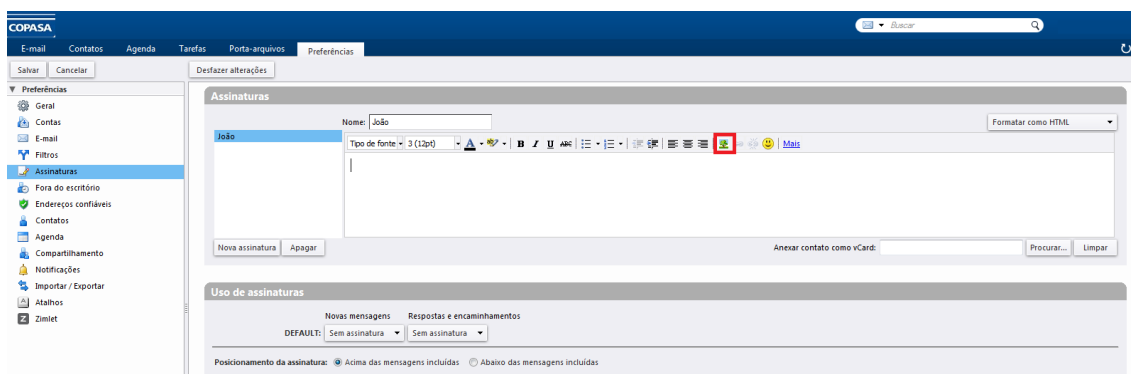 COPASA
Buscar
E-mail Contatos Agenda Tarefas Porta-arquivos Preferências
Salvar Cancelar Desfazer alterações
Preferências
Geral
Contas
E-mail
Filtros
Assinaturas
Fora do escritório
Endereços confiáveis
Contatos
Agenda
Compartilhamento
Notificações
Importar / Exportar
Atalhos
Zimlet
Assinaturas
Nome: João Formatar como HTML
João
Tipo de fonte 3 (12pt) A B I U ABC Mais
Nova assinatura Apagar Anexar contato como vCard: Procurar... Limpar
Uso de assinaturas
Novas mensagens Respostas e encaminhamentos
DEFAULT: Sem assinatura Sem assinatura
Posicionamento da assinatura: Acima das mensagens incluídas Abaixo das mensagens incluídas